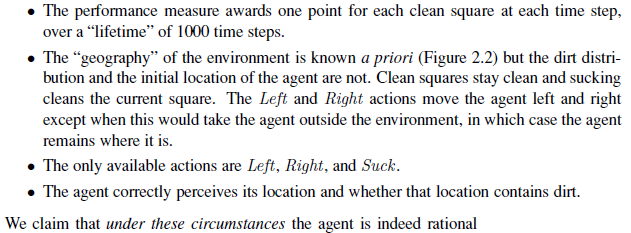 • The performance measure awards one point for each clean square at each time step,
over a “lifetime” of 1000 time steps.
• The “geography” of the environment is known a priori (Figure 2.2) but the dirt distri-
bution and the initial location of the agent are not. Clean squares stay clean and sucking
cleans the current square. The Left and Right actions move the agent left and right
except when this would take the agent outside the environment, in which case the agent
remains where it is.
• The only available actions are Left, Right, and Suck.
• The agent correctly perceives its location and whether that location contains dirt.
We claim that under these circumstances the agent is indeed rational